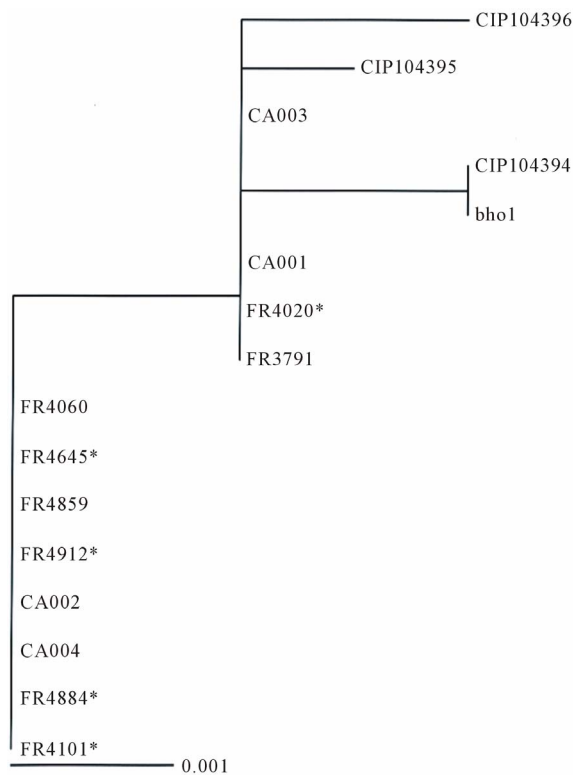 CIP104396
CIP104395
CA003
CIP104394
bho1
CA001
FR4020*
FR3791
FR4060
FR4645*
FR4859
FR4912*
CA002
CA004
FR4884*
FR4101*
0.001